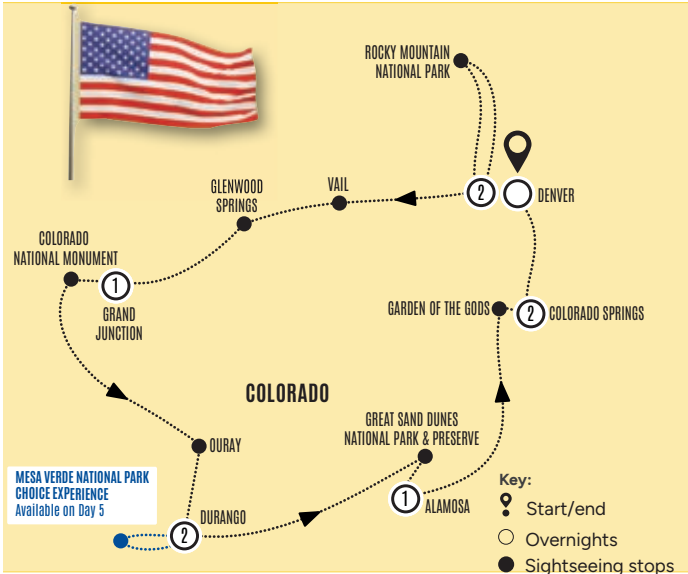 ROCKY MOUNTAIN
NATIONAL PARK
2
DENVER
VAIL
GLENWOOD
SPRINGS
COLORADO
NATIONAL MONUMENT
1
GRAND
JUNCTION
GARDEN OF THE GODS
2
COLORADO SPRINGS
COLORADO
GREAT SAND DUNES
NATIONAL PARK & PRESERVE
OURAY
MESA VERDE NATIONAL PARK
CHOICE EXPERIENCE
Available on Day 5
2
DURANGO
1
ALAMOSA
Key:
Start/end
Overnights
Sightseeing stops